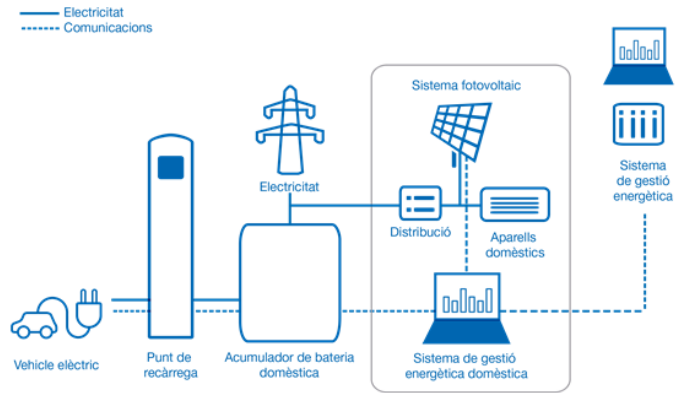 Electricitat
Comunicacions
Sistema fotovoltaic
Electricitat
Sistema
de gestió
energètica
Distribució
Aparells
domèstics
Vehicle elèctric
Punt de
recàrrega
Acumulador de bateria
domèstica
Sistema de gestió
energètica domèstica